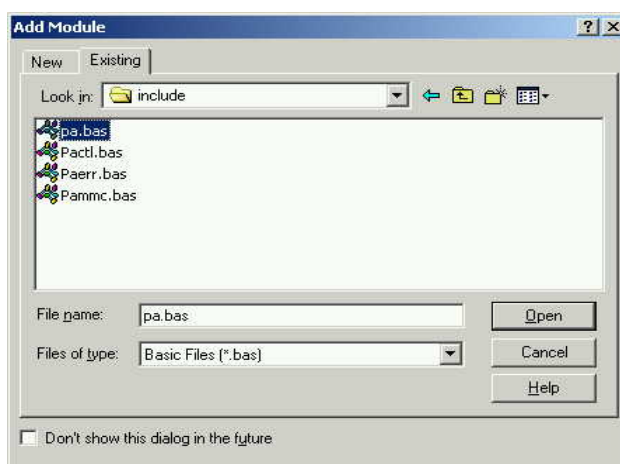 Add Module
New Existing
Look in: include
pa.bas
Pactl.bas
Paerr.bas
Pammc.bas
File name: pa.bas Open
Files of type: Basic Files (*.bas) Cancel
Help
Don't show this dialog in the future